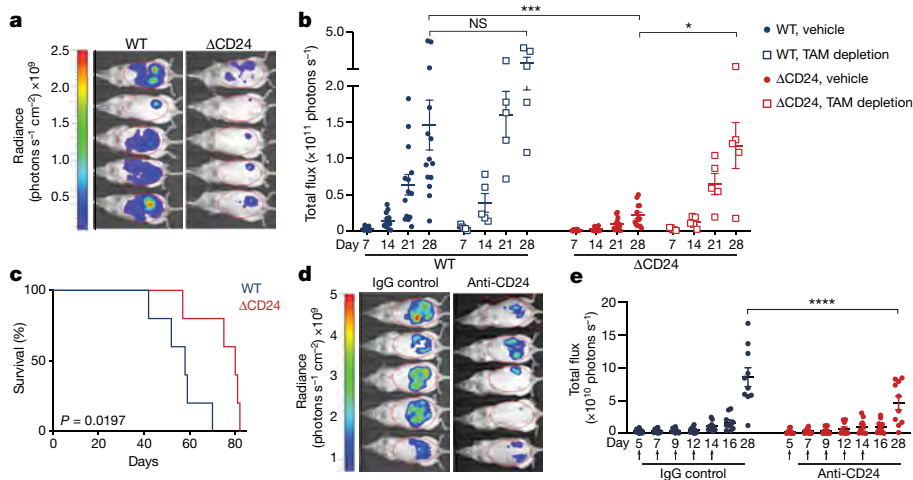 a
WT
ΔCD24
Radiance
(photons s⁻¹ cm⁻²) ×10⁹
2.5
2.0
1.5
1.0
0.5
b
***
NS
*
Total flux (×10¹¹ photons s⁻¹)
5.0
2.0
1.5
1.0
0.5
0
Day 7 14 21 28 7 14 21 28 7 14 21 28 7 14 21 28
WT
ΔCD24
WT, vehicle
WT, TAM depletion
ΔCD24, vehicle
ΔCD24, TAM depletion
c
Survival (%)
100
50
0
WT
ΔCD24
P = 0.0197
0 20 40 60 80
Days
d
IgG control
Anti-CD24
Radiance
(photons s⁻¹ cm⁻²) ×10⁹
5
4
3
2
1
e
****
Total flux
(×10¹⁰ photons s⁻¹)
20
15
10
5
0
Day 5 7 9 12 14 16 28 5 7 9 12 14 16 28
IgG control
Anti-CD24